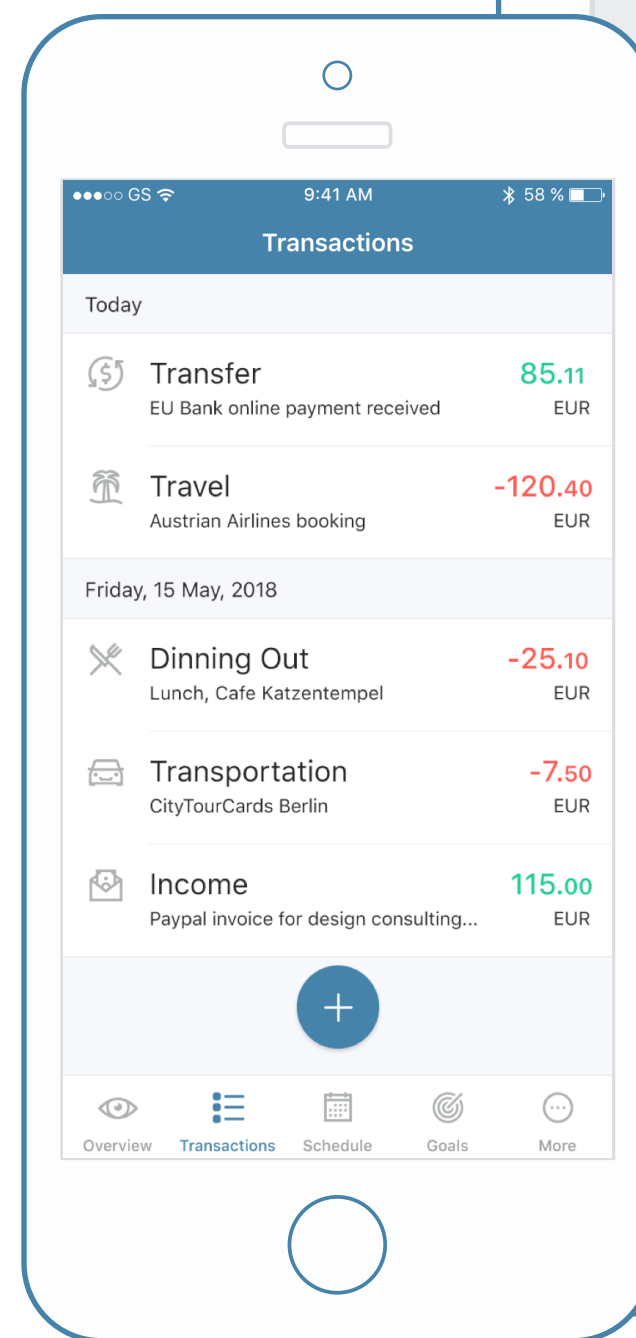 GS 9:41 AM 58 %
Transactions
Today
Transfer 85.11
EU Bank online payment received EUR
Travel -120.40
Austrian Airlines booking EUR
Friday, 15 May, 2018
Dinning Out -25.10
Lunch, Cafe Katzentempel EUR
Transportation -7.50
CityTourCards Berlin EUR
Income 115.00
Paypal invoice for design consulting... EUR
+
Overview Transactions Schedule Goals More